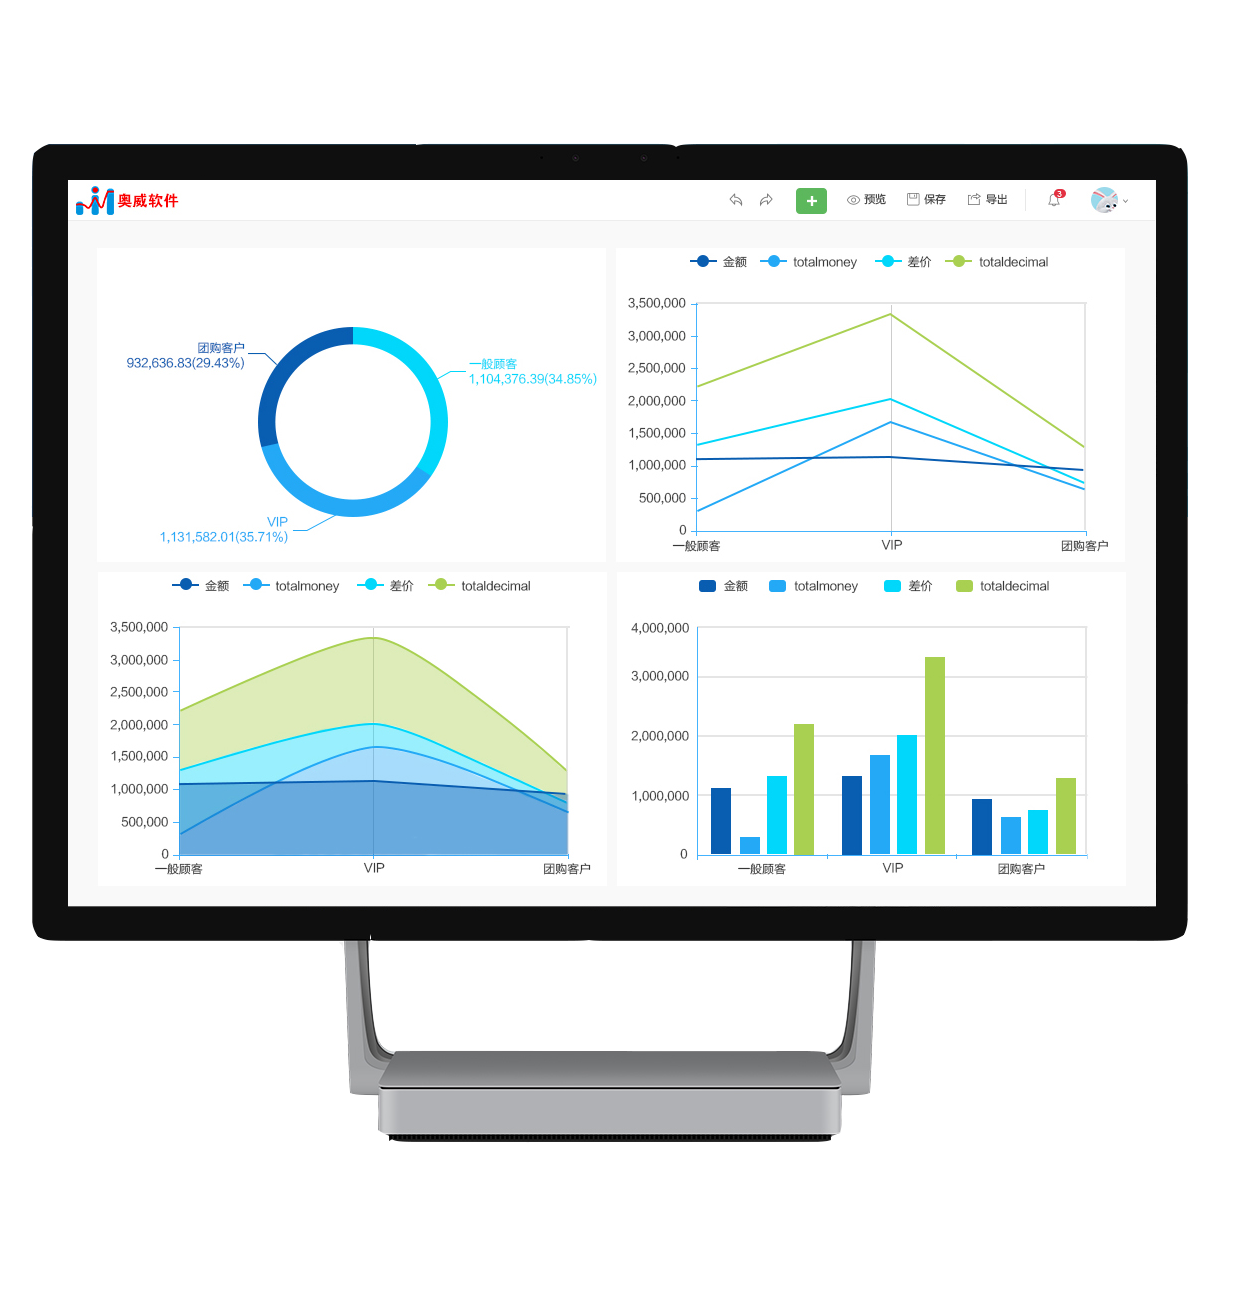 奥威软件
预览 保存 导出 3
团购客户
932,636.83(29.43%)
一般顾客
1,104,376.39(34.85%)
VIP
1,131,582.01(35.71%)
金额 totalmoney 差价 totaldecimal
3,500,000
3,000,000
2,500,000
2,000,000
1,500,000
1,000,000
500,000
0
一般顾客 VIP 团购客户
金额 totalmoney 差价 totaldecimal
3,500,000
3,000,000
2,500,000
2,000,000
1,500,000
1,000,000
500,000
0
一般顾客 VIP 团购客户
金额 totalmoney 差价 totaldecimal
4,000,000
3,000,000
2,000,000
1,000,000
0
一般顾客 VIP 团购客户